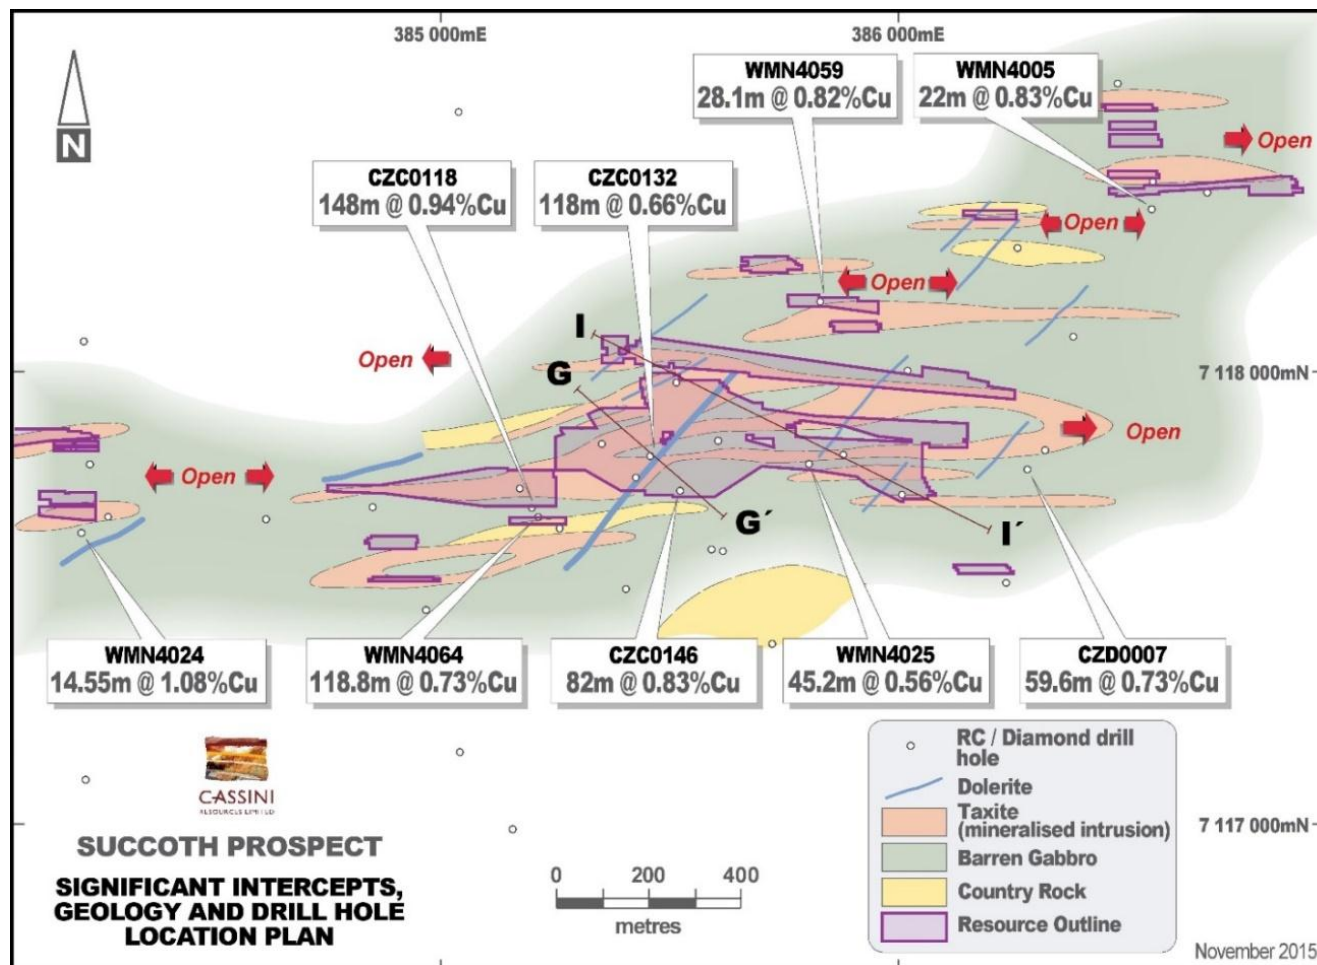 385 000mE
386 000mE
N
WMN4059
28.1m @ 0.82%Cu
WMN4005
22m @ 0.83%Cu
Open
CZC0118
148m @ 0.94%Cu
CZC0132
118m @ 0.66%Cu
Open
Open
I
Open
G
7 118 000mN
Open
Open
G´
I´
WMN4024
14.55m @ 1.08%Cu
WMN4064
118.8m @ 0.73%Cu
CZC0146
82m @ 0.83%Cu
WMN4025
45.2m @ 0.56%Cu
CZD0007
59.6m @ 0.73%Cu
CASSINI
RESOURCES LIMITED
SUCCOTH PROSPECT
SIGNIFICANT INTERCEPTS,
GEOLOGY AND DRILL HOLE
LOCATION PLAN
0 200 400
metres
RC / Diamond drill
hole
Dolerite
Taxite
(mineralised intrusion)
Barren Gabbro
Country Rock
Resource Outline
7 117 000mN
November 2015